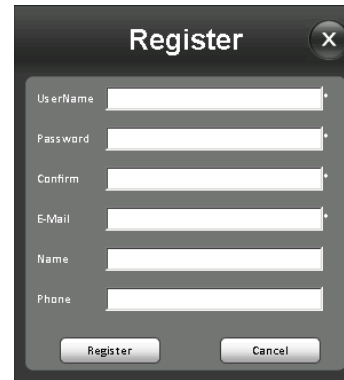 Register X
UserName *
Password *
Confirm *
E-Mail *
Name
Phone
Register Cancel